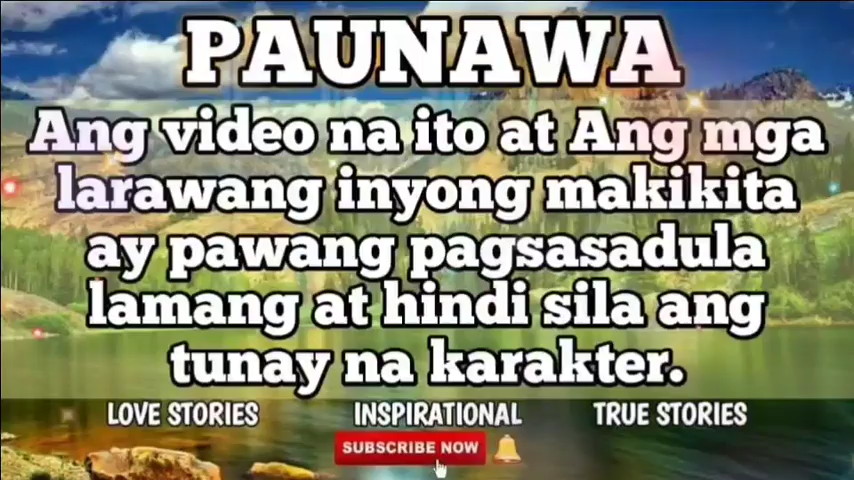 PAUNAWA
Ang video na ito at Ang mga
larawang inyong makikita
ay pawang pagsasadula
lamang at hindi sila ang
tunay na karakter.
LOVE STORIES INSPIRATIONAL TRUE STORIES
SUBSCRIBE NOW